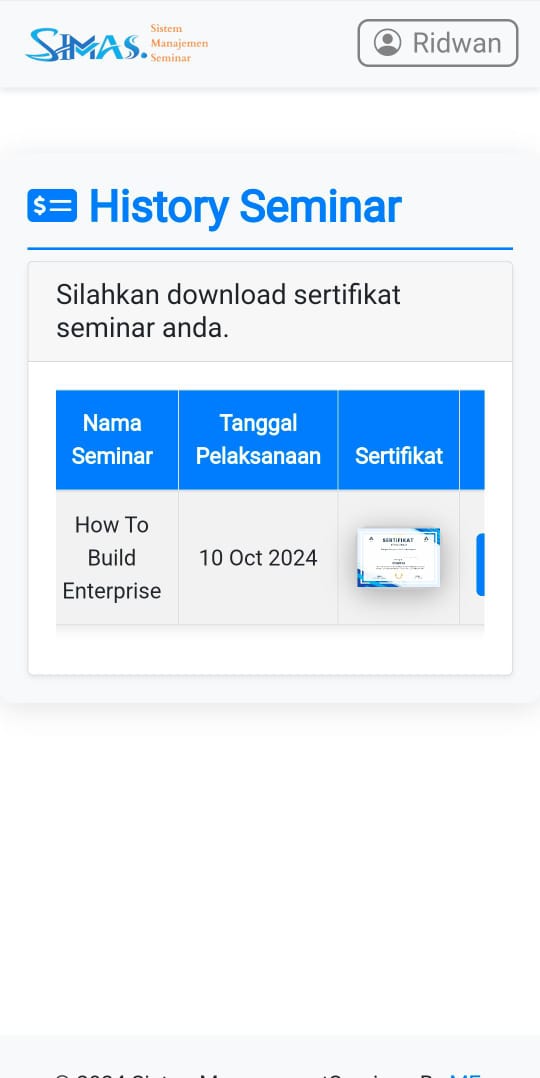 SIMAS.
Sistem
Manajemen
Seminar
Ridwan
History Seminar
Silahkan download sertifikat
seminar anda.
Nama
Seminar
Tanggal
Pelaksanaan
Sertifikat
How To
Build
Enterprise
10 Oct 2024
SERTIFIKAT